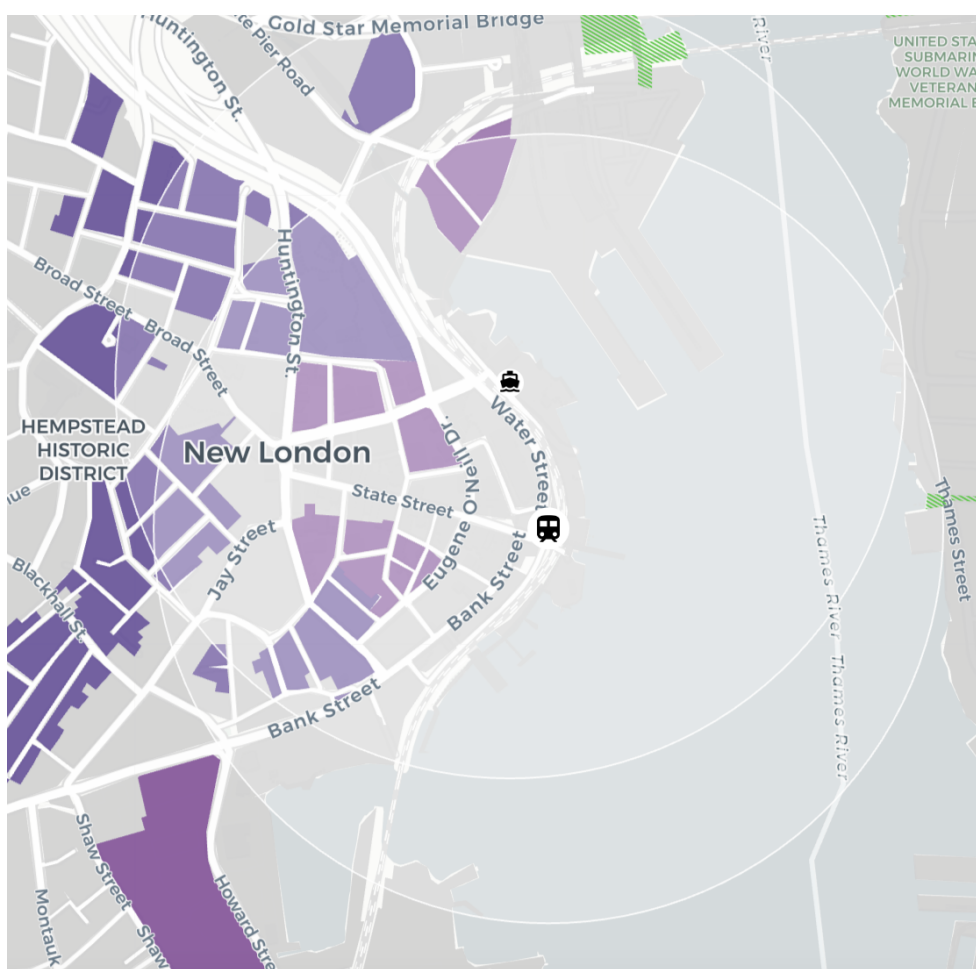 Gold Star Memorial Bridge
Huntington St.
Pier Road
River
UNITED STA
SUBMARIN
WORLD WA
VETERAN
MEMORIAL
Broad Street
Broad Street
Huntington St.
HEMPSTEAD
HISTORIC
DISTRICT
New London
Water Street
Eugene O'Neill Dr.
State Street
Jay Street
Bank Street
Blackhall St.
Bank Street
Thames River
Thames River
Thames Street
Shaw Street
Shaw
Howard Stre
Montauk